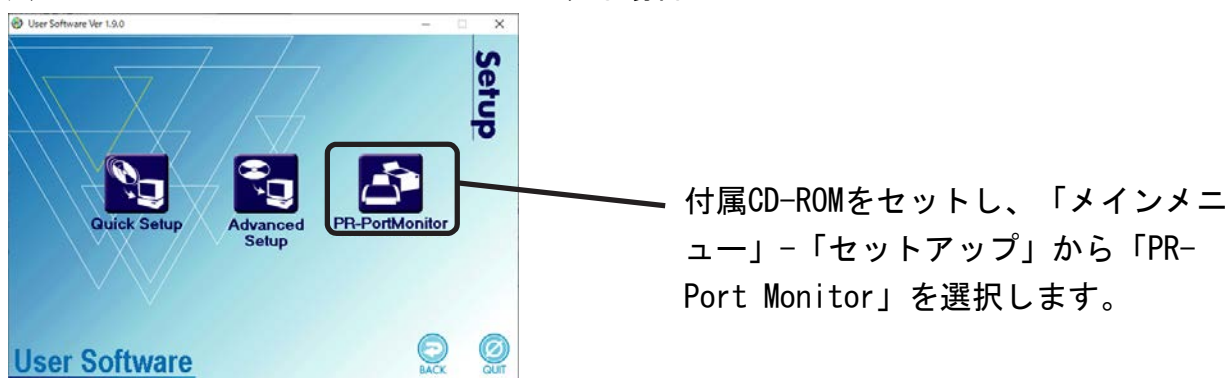 User Software Ver 1.9.0
Setup
Quick Setup
Advanced
Setup
PR-PortMonitor
付属CD-ROMをセットし、「メインメニ
ュー」-「セットアップ」から「PR-
Port Monitor」を選択します。
User Software
BACK
QUIT